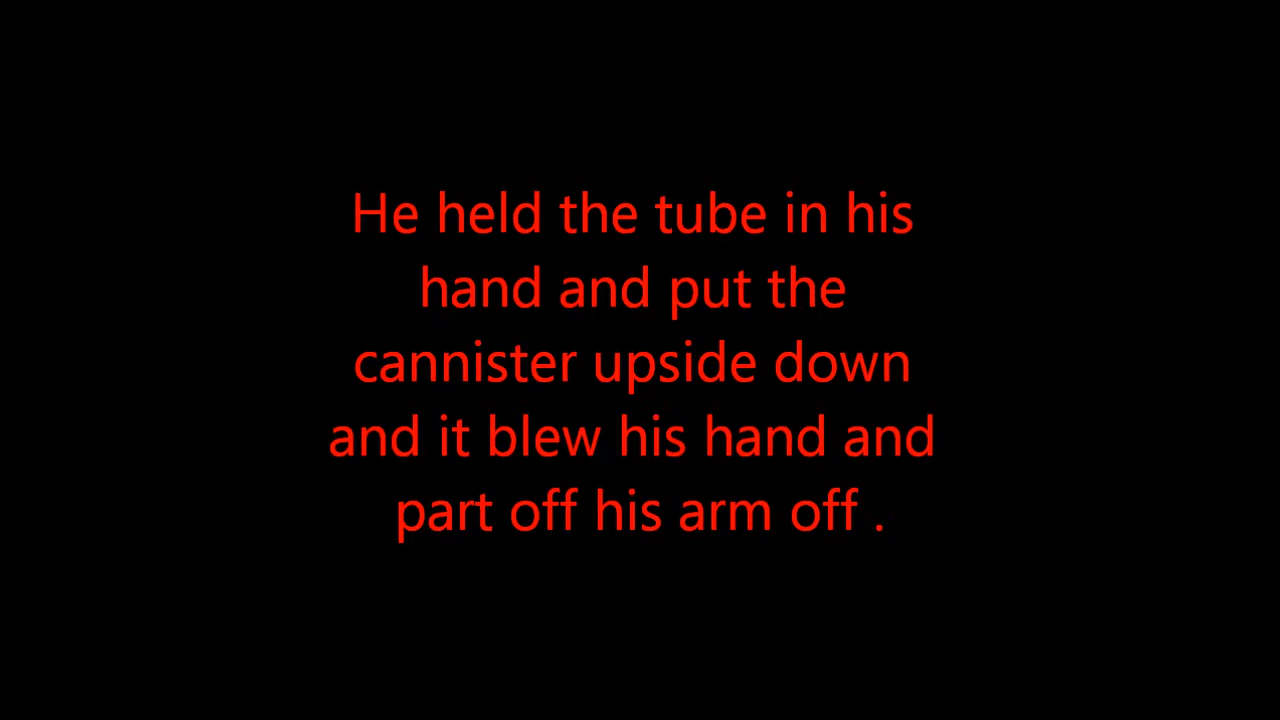 He held the tube in his
hand and put the
cannister upside down
and it blew his hand and
part off his arm off .